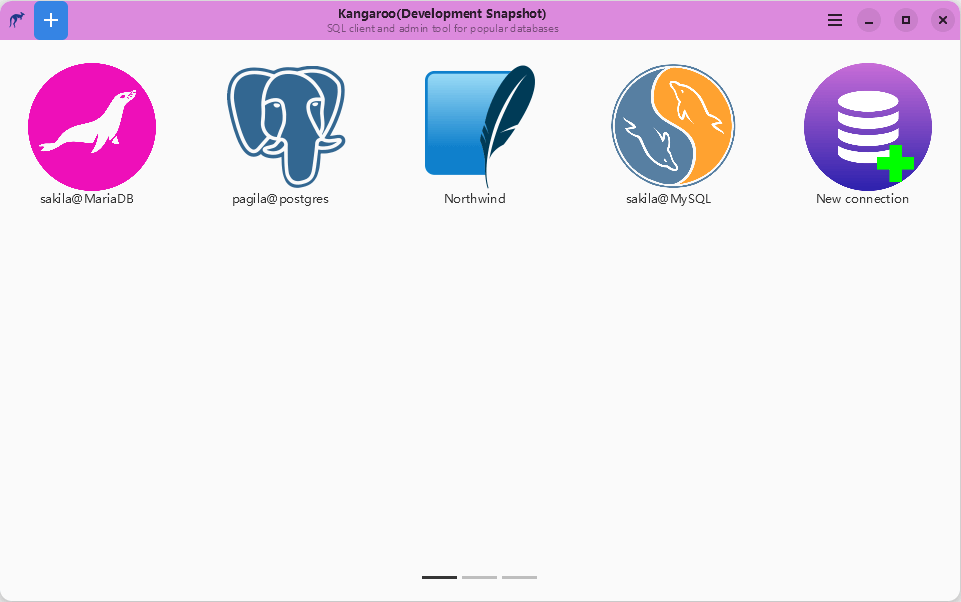 Kangaroo(Development Snapshot)
SQL client and admin tool for popular databases
sakila@MariaDB
pagila@postgres
Northwind
sakila@MySQL
New connection